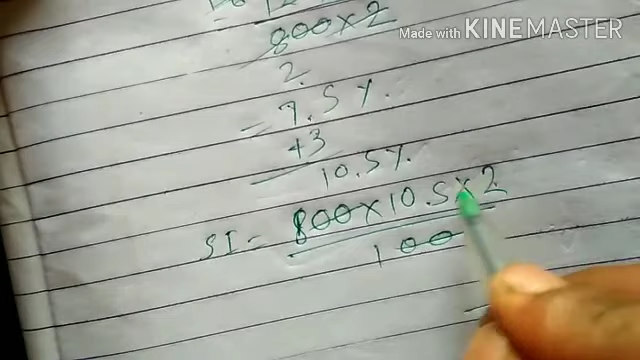 Made with KINEMASTER
800 x 2
2.
= 7.5 %.
+3
10.5 %.
SI = 800 x 10.5 x 2
100